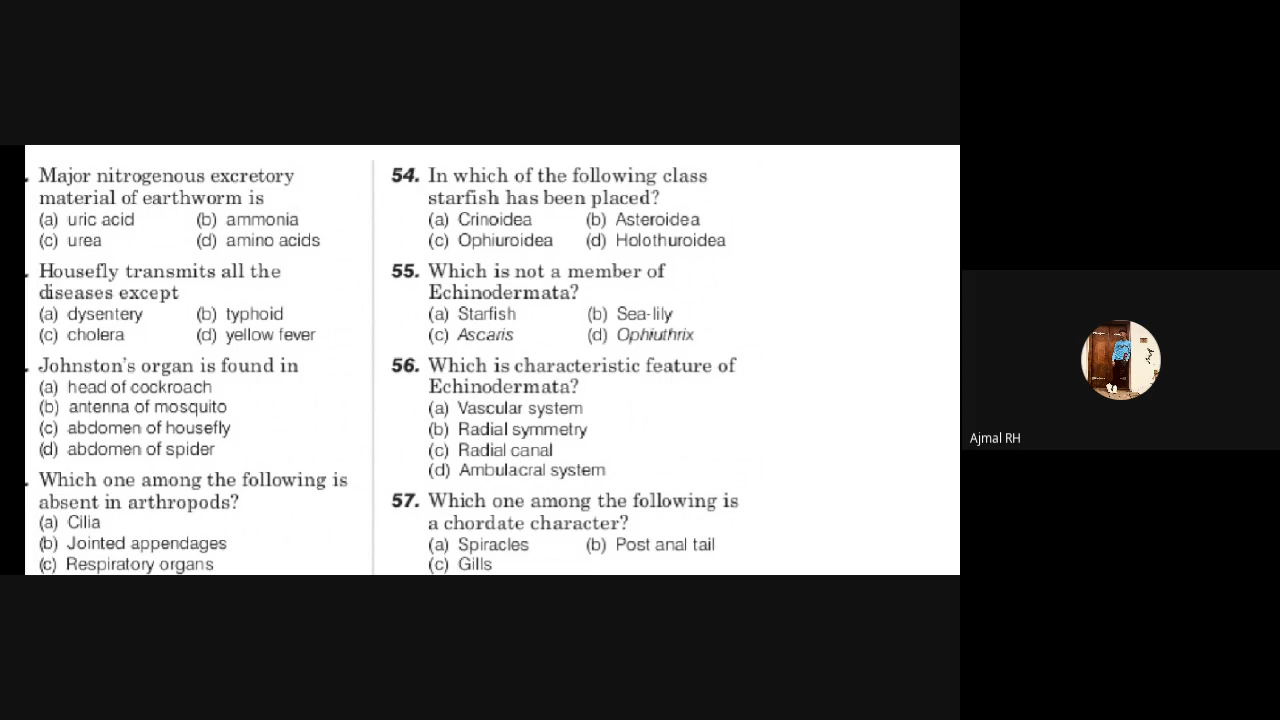 . Major nitrogenous excretory
material of earthworm is
(a) uric acid (b) ammonia
(c) urea (d) amino acids
. Housefly transmits all the
diseases except
(a) dysentery (b) typhoid
(c) cholera (d) yellow fever
. Johnston's organ is found in
(a) head of cockroach
(b) antenna of mosquito
(c) abdomen of housefly
(d) abdomen of spider
. Which one among the following is
absent in arthropods?
(a) Cilia
(b) Jointed appendages
(c) Respiratory organs
54. In which of the following class
starfish has been placed?
(a) Crinoidea (b) Asteroidea
(c) Ophiuroidea (d) Holothuroidea
55. Which is not a member of
Echinodermata?
(a) Starfish (b) Sea-lily
(c) Ascaris (d) Ophiuthrix
56. Which is characteristic feature of
Echinodermata?
(a) Vascular system
(b) Radial symmetry
(c) Radial canal
(d) Ambulacral system
57. Which one among the following is
a chordate character?
(a) Spiracles (b) Post anal tail
(c) Gills
Ajmal RH